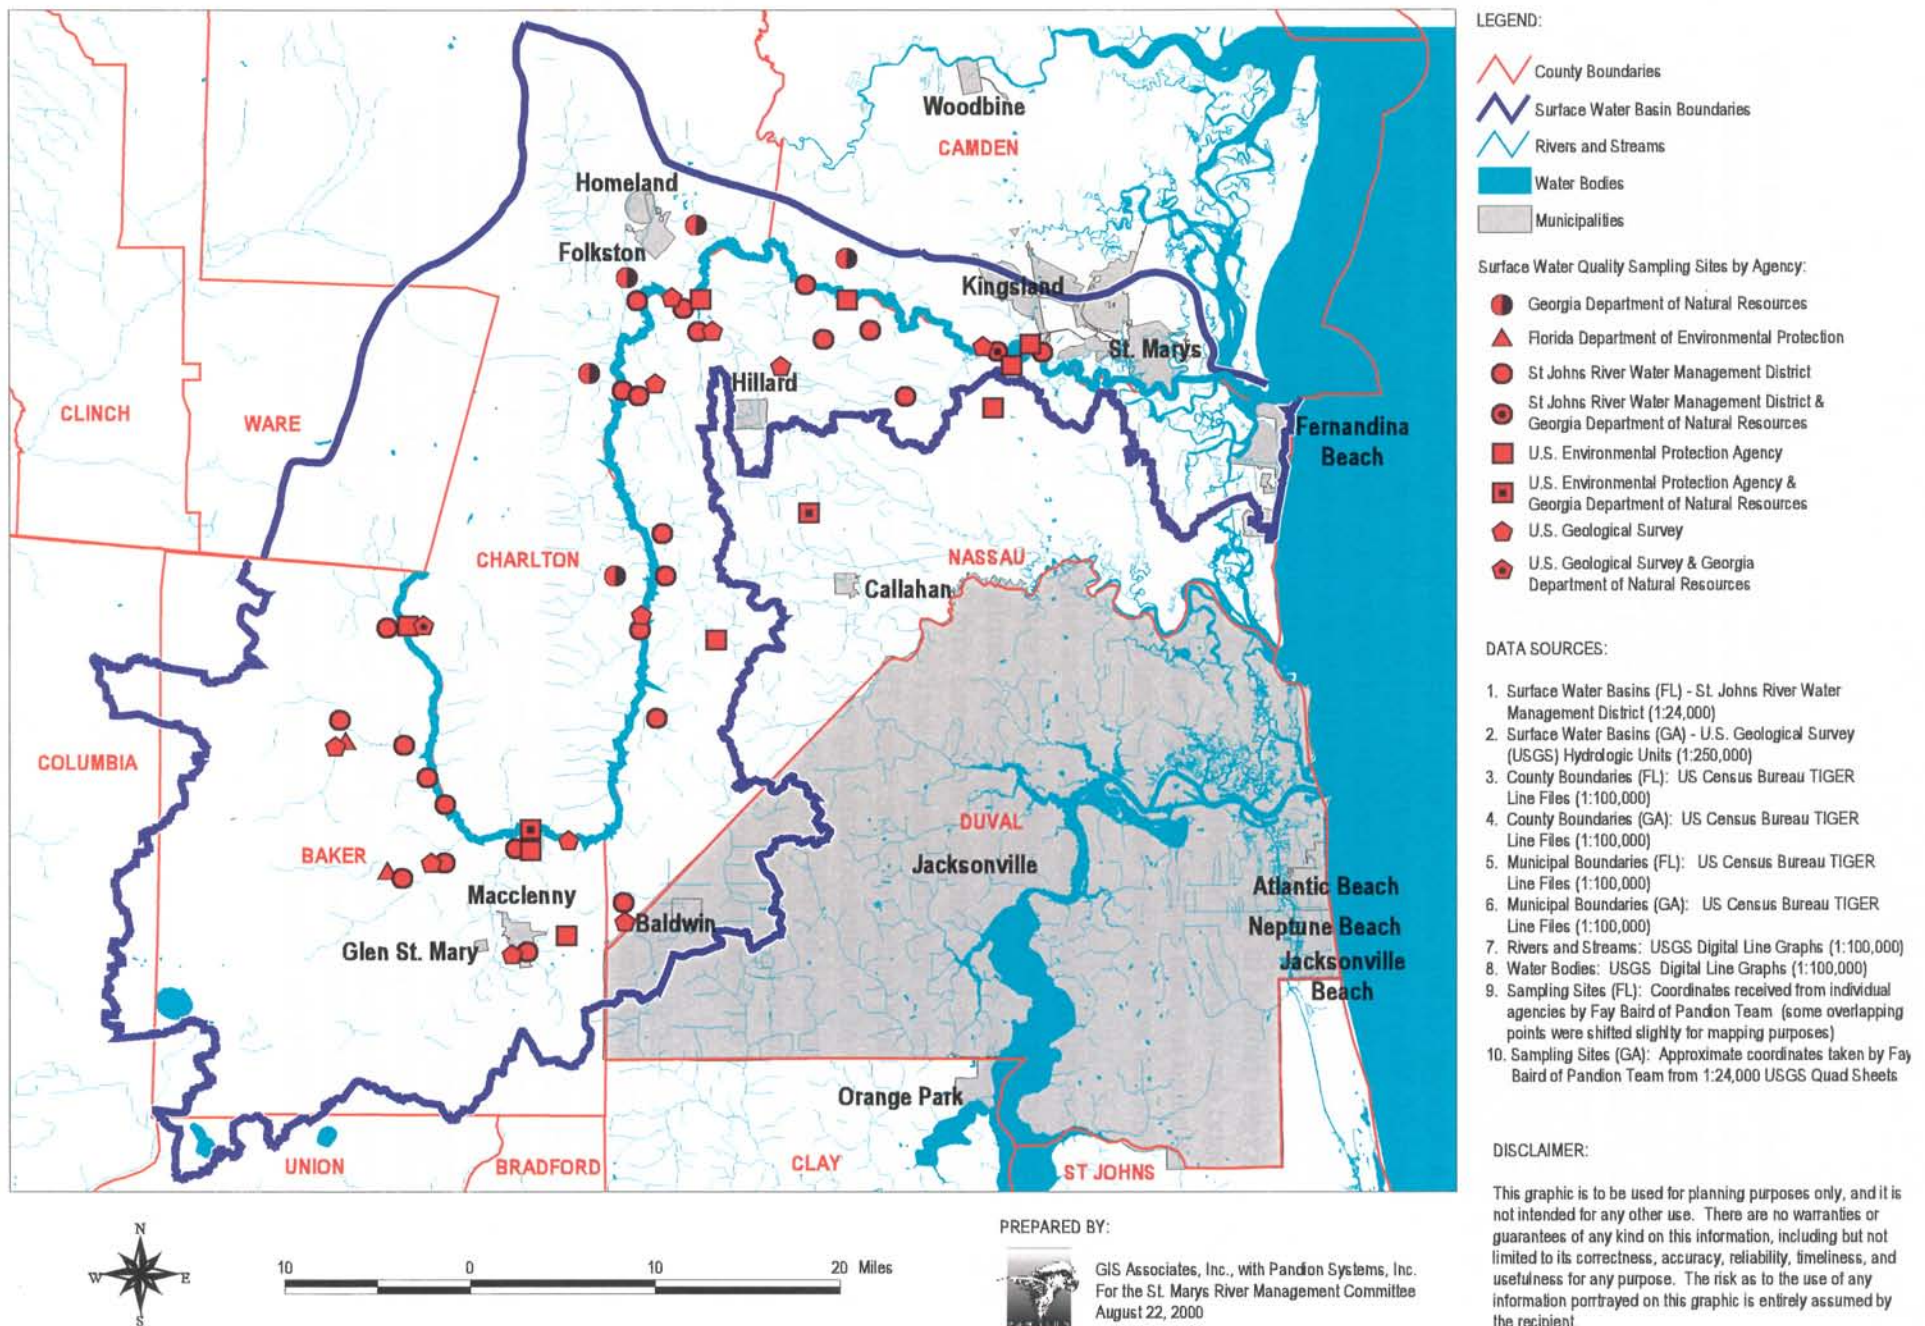 Woodbine
CAMDEN
Homeland
Folkston
Kingsland
St. Marys
Hillard
CLINCH
WARE
Fernandina
Beach
CHARLTON
NASSAU
Callahan
COLUMBIA
DUVAL
BAKER
Jacksonville
Atlantic Beach
Macclenny
Baldwin
Neptune Beach
Glen St. Mary
Jacksonville
Beach
Orange Park
UNION
BRADFORD
CLAY
ST JOHNS
LEGEND:
County Boundaries
Surface Water Basin Boundaries
Rivers and Streams
Water Bodies
Municipalities
Surface Water Quality Sampling Sites by Agency:
Georgia Department of Natural Resources
Florida Department of Environmental Protection
St Johns River Water Management District
St Johns River Water Management District &
Georgia Department of Natural Resources
U.S. Environmental Protection Agency
U.S. Environmental Protection Agency &
Georgia Department of Natural Resources
U.S. Geological Survey
U.S. Geological Survey & Georgia
Department of Natural Resources
DATA SOURCES:
1. Surface Water Basins (FL) - St. Johns River Water
Management District (1:24,000)
2. Surface Water Basins (GA) - U.S. Geological Survey
(USGS) Hydrologic Units (1:250,000)
3. County Boundaries (FL): US Census Bureau TIGER
Line Files (1:100,000)
4. County Boundaries (GA): US Census Bureau TIGER
Line Files (1:100,000)
5. Municipal Boundaries (FL): US Census Bureau TIGER
Line Files (1:100,000)
6. Municipal Boundaries (GA): US Census Bureau TIGER
Line Files (1:100,000)
7. Rivers and Streams: USGS Digital Line Graphs (1:100,000)
8. Water Bodies: USGS Digital Line Graphs (1:100,000)
9. Sampling Sites (FL): Coordinates received from individual
agencies by Fay Baird of Pandion Team (some overlapping
points were shifted slighlty for mapping purposes)
10. Sampling Sites (GA): Approximate coordinates taken by Fay
Baird of Pandion Team from 1:24,000 USGS Quad Sheets
DISCLAIMER:
This graphic is to be used for planning purposes only, and it is
not intended for any other use. There are no warranties or
guarantees of any kind on this information, including but not
limited to its correctness, accuracy, reliability, timeliness, and
usefulness for any purpose. The risk as to the use of any
information porrtrayed on this graphic is entirely assumed by
the recipient.
N
W E
S
10 0 10 20 Miles
PREPARED BY:
GIS Associates, Inc., with Pandion Systems, Inc.
For the St. Marys River Management Committee
August 22, 2000